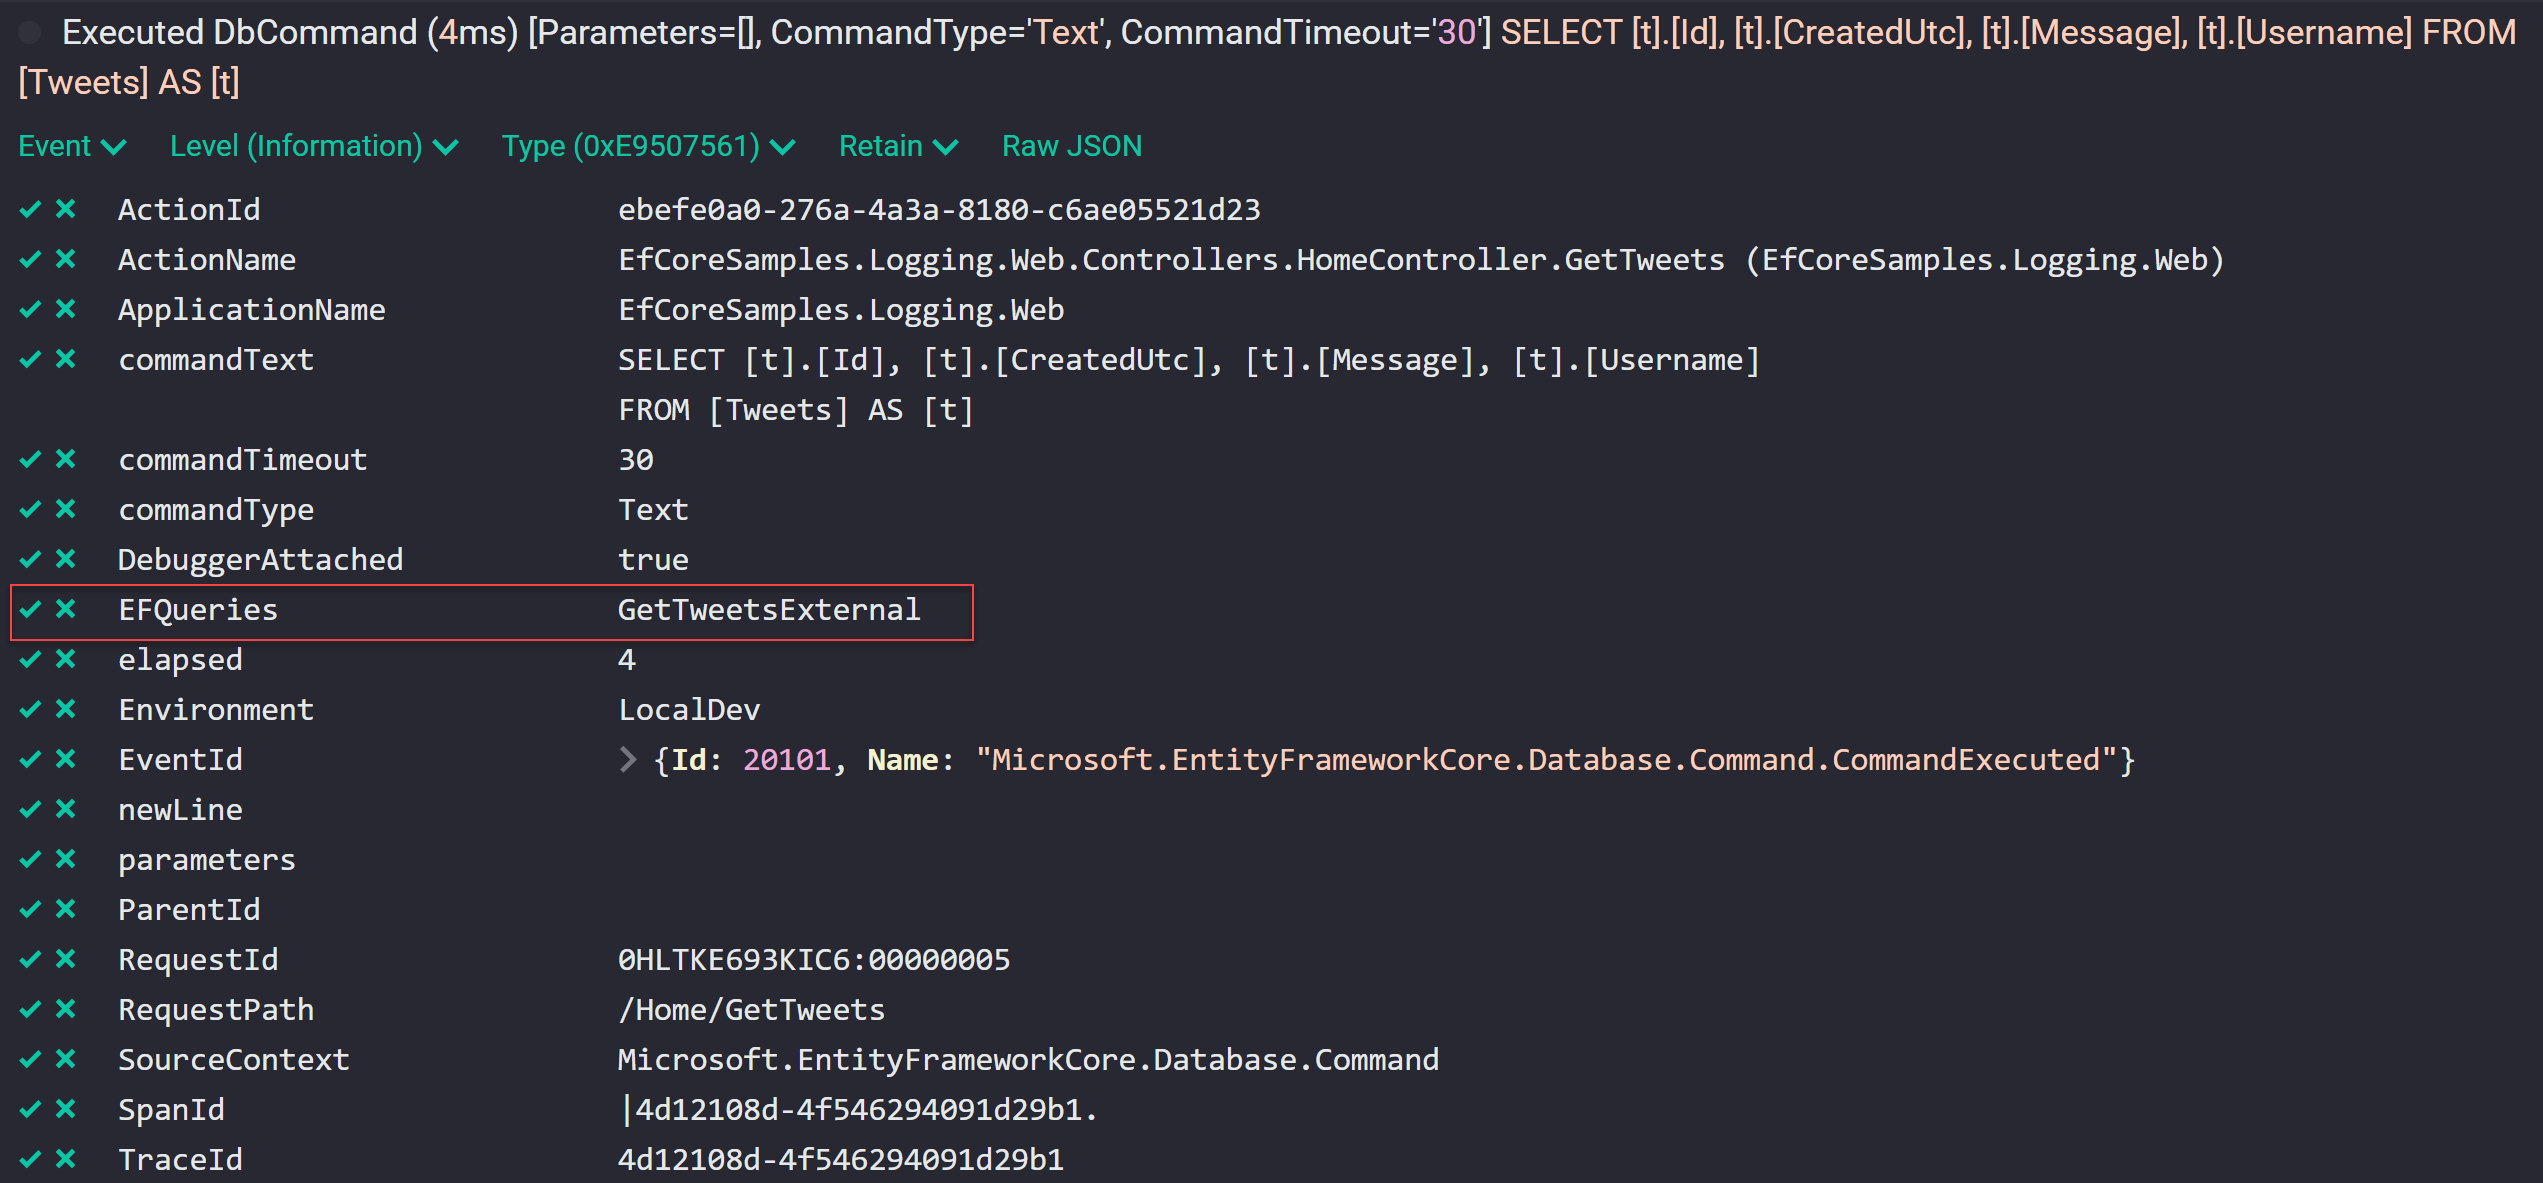 Executed DbCommand (4ms) [Parameters=[], CommandType='Text', CommandTimeout='30'] SELECT [t].[Id], [t].[CreatedUtc], [t].[Message], [t].[Username] FROM
[Tweets] AS [t]
Event Level (Information) Type (0xE9507561) Retain Raw JSON
ActionId ebefe0a0-276a-4a3a-8180-c6ae05521d23
ActionName EfCoreSamples.Logging.Web.Controllers.HomeController.GetTweets (EfCoreSamples.Logging.Web)
ApplicationName EfCoreSamples.Logging.Web
commandText SELECT [t].[Id], [t].[CreatedUtc], [t].[Message], [t].[Username]
FROM [Tweets] AS [t]
commandTimeout 30
commandType Text
DebuggerAttached true
EFQueries GetTweetsExternal
elapsed 4
Environment LocalDev
EventId {Id: 20101, Name: "Microsoft.EntityFrameworkCore.Database.Command.CommandExecuted"}
newLine
parameters
ParentId
RequestId 0HLTKE693KIC6:00000005
RequestPath /Home/GetTweets
SourceContext Microsoft.EntityFrameworkCore.Database.Command
SpanId |4d12108d-4f546294091d29b1.
TraceId 4d12108d-4f546294091d29b1